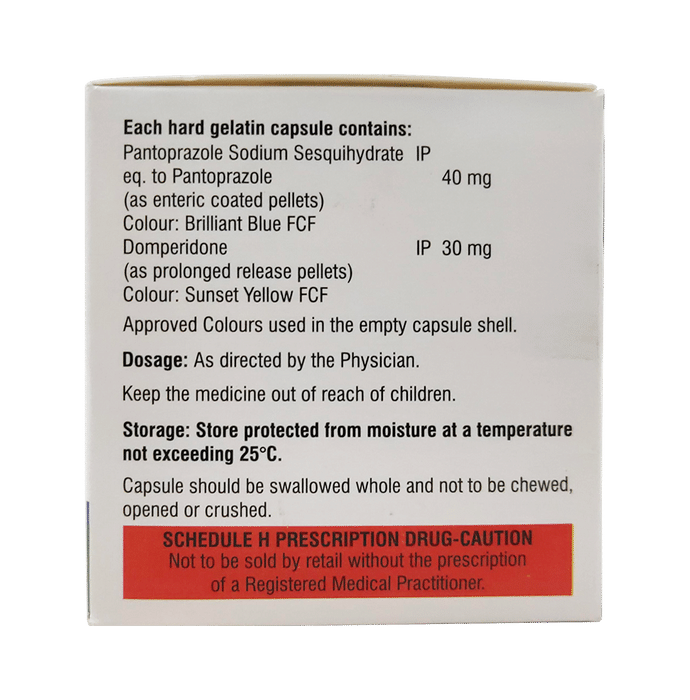 Each hard gelatin capsule contains:
Pantoprazole Sodium Sesquihydrate IP
eq. to Pantoprazole 40 mg
(as enteric coated pellets)
Colour: Brilliant Blue FCF
Domperidone IP 30 mg
(as prolonged release pellets)
Colour: Sunset Yellow FCF
Approved Colours used in the empty capsule shell.
Dosage: As directed by the Physician.
Keep the medicine out of reach of children.
Storage: Store protected from moisture at a temperature
not exceeding 25°C.
Capsule should be swallowed whole and not to be chewed,
opened or crushed.
SCHEDULE H PRESCRIPTION DRUG-CAUTION
Not to be sold by retail without the prescription
of a Registered Medical Practitioner.